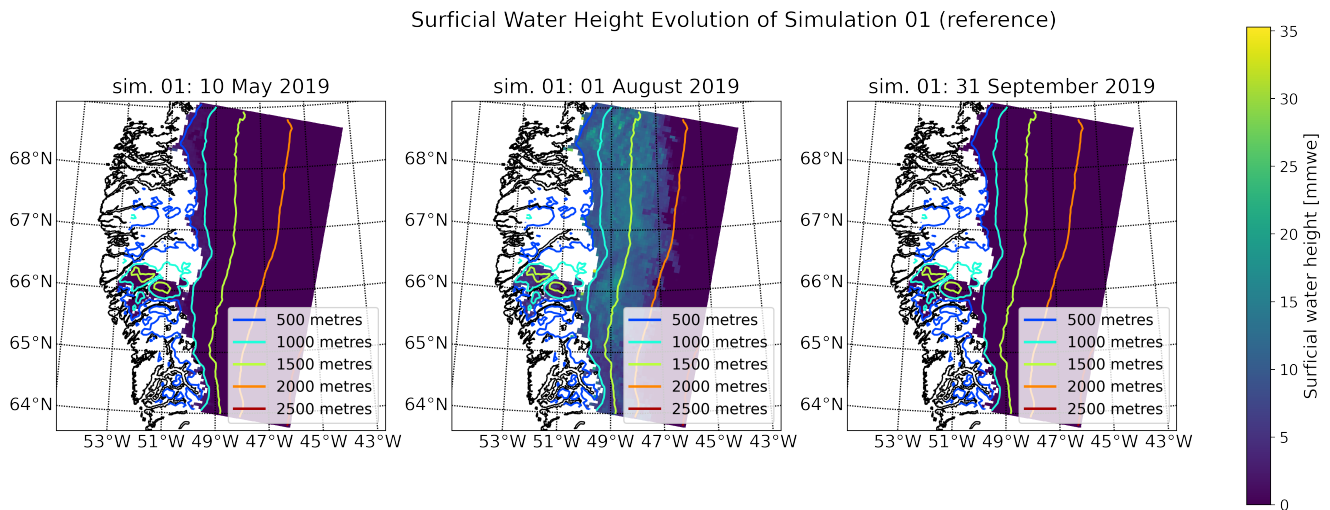 Surficial Water Height Evolution of Simulation 01 (reference)
sim. 01: 10 May 2019
68°N
67°N
66°N
65°N
64°N
53°W 51°W 49°W 47°W 45°W 43°W
500 metres
1000 metres
1500 metres
2000 metres
2500 metres
sim. 01: 01 August 2019
68°N
67°N
66°N
65°N
64°N
53°W 51°W 49°W 47°W 45°W 43°W
500 metres
1000 metres
1500 metres
2000 metres
2500 metres
sim. 01: 31 September 2019
68°N
67°N
66°N
65°N
64°N
53°W 51°W 49°W 47°W 45°W 43°W
500 metres
1000 metres
1500 metres
2000 metres
2500 metres
35
30
25
20
15
10
5
0
Surficial water height [mmwe]